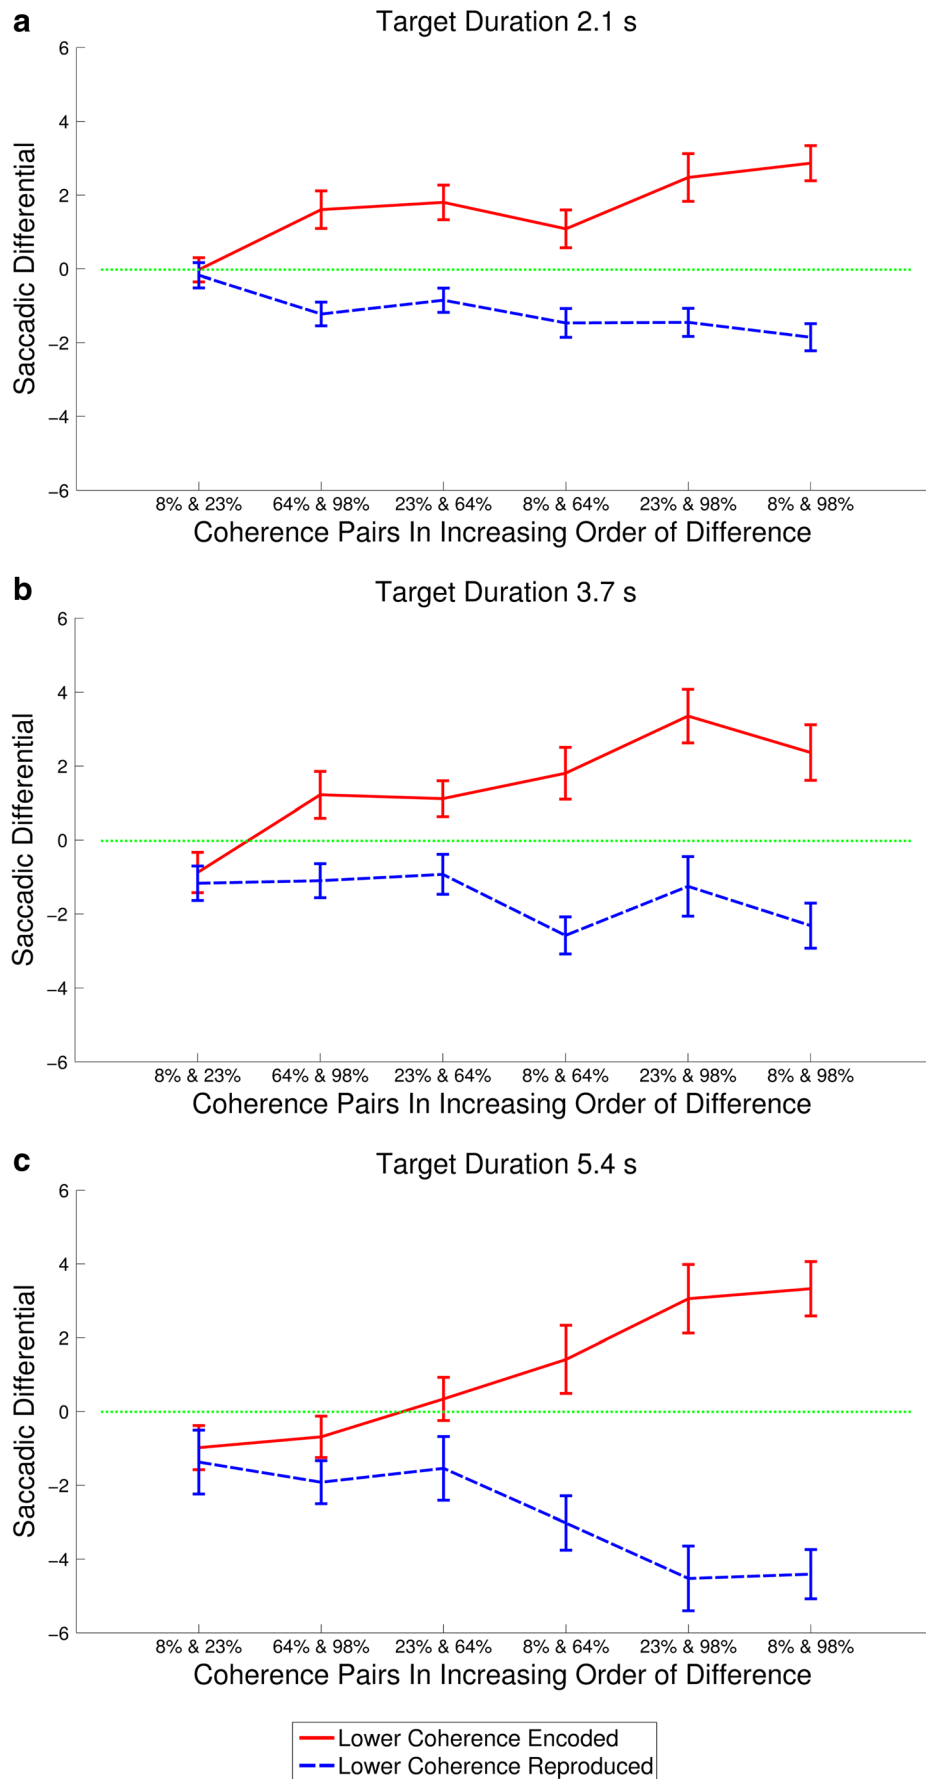 a
Target Duration 2.1 s
Saccadic Differential
6
4
2
0
−2
−4
−6
8% & 23% 64% & 98% 23% & 64% 8% & 64% 23% & 98% 8% & 98%
Coherence Pairs In Increasing Order of Difference
b
Target Duration 3.7 s
Saccadic Differential
6
4
2
0
−2
−4
−6
8% & 23% 64% & 98% 23% & 64% 8% & 64% 23% & 98% 8% & 98%
Coherence Pairs In Increasing Order of Difference
c
Target Duration 5.4 s
Saccadic Differential
6
4
2
0
−2
−4
−6
8% & 23% 64% & 98% 23% & 64% 8% & 64% 23% & 98% 8% & 98%
Coherence Pairs In Increasing Order of Difference
Lower Coherence Encoded
Lower Coherence Reproduced